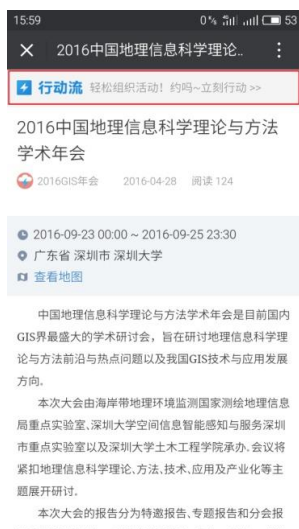 15:59 0% 53
2016中国地理信息科学理论..
行动流 轻松组织活动！约吗~立刻行动 >>
2016中国地理信息科学理论与方法
学术年会
2016GIS年会 2016-04-28 阅读 124
2016-09-23 00:00 ~ 2016-09-25 23:30
广东省 深圳市 深圳大学
查看地图
中国地理信息科学理论与方法学术年会是目前国内
GIS界最盛大的学术研讨会，旨在研讨地理信息科学理
论与方法前沿与热点问题以及我国GIS技术与应用发展
方向.
本次大会由海岸带地理环境监测国家测绘地理信息
局重点实验室、深圳大学空间信息智能感知与服务深圳
市重点实验室以及深圳大学土木工程学院承办.会议将
紧扣地理信息科学理论、方法、技术、应用及产业化等主
题展开研讨.
本次大会的报告分为特邀报告、专题报告和分会报